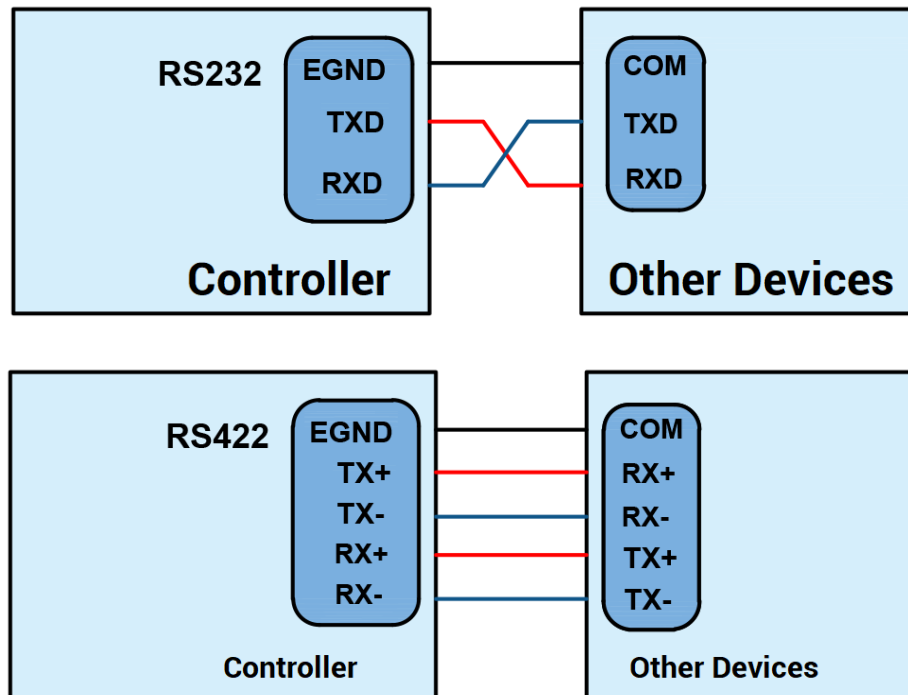 RS232
EGND
TXD
RXD
COM
TXD
RXD
Controller
Other Devices
RS422
EGND
TX+
TX-
RX+
RX-
COM
RX+
RX-
TX+
TX-
Controller
Other Devices